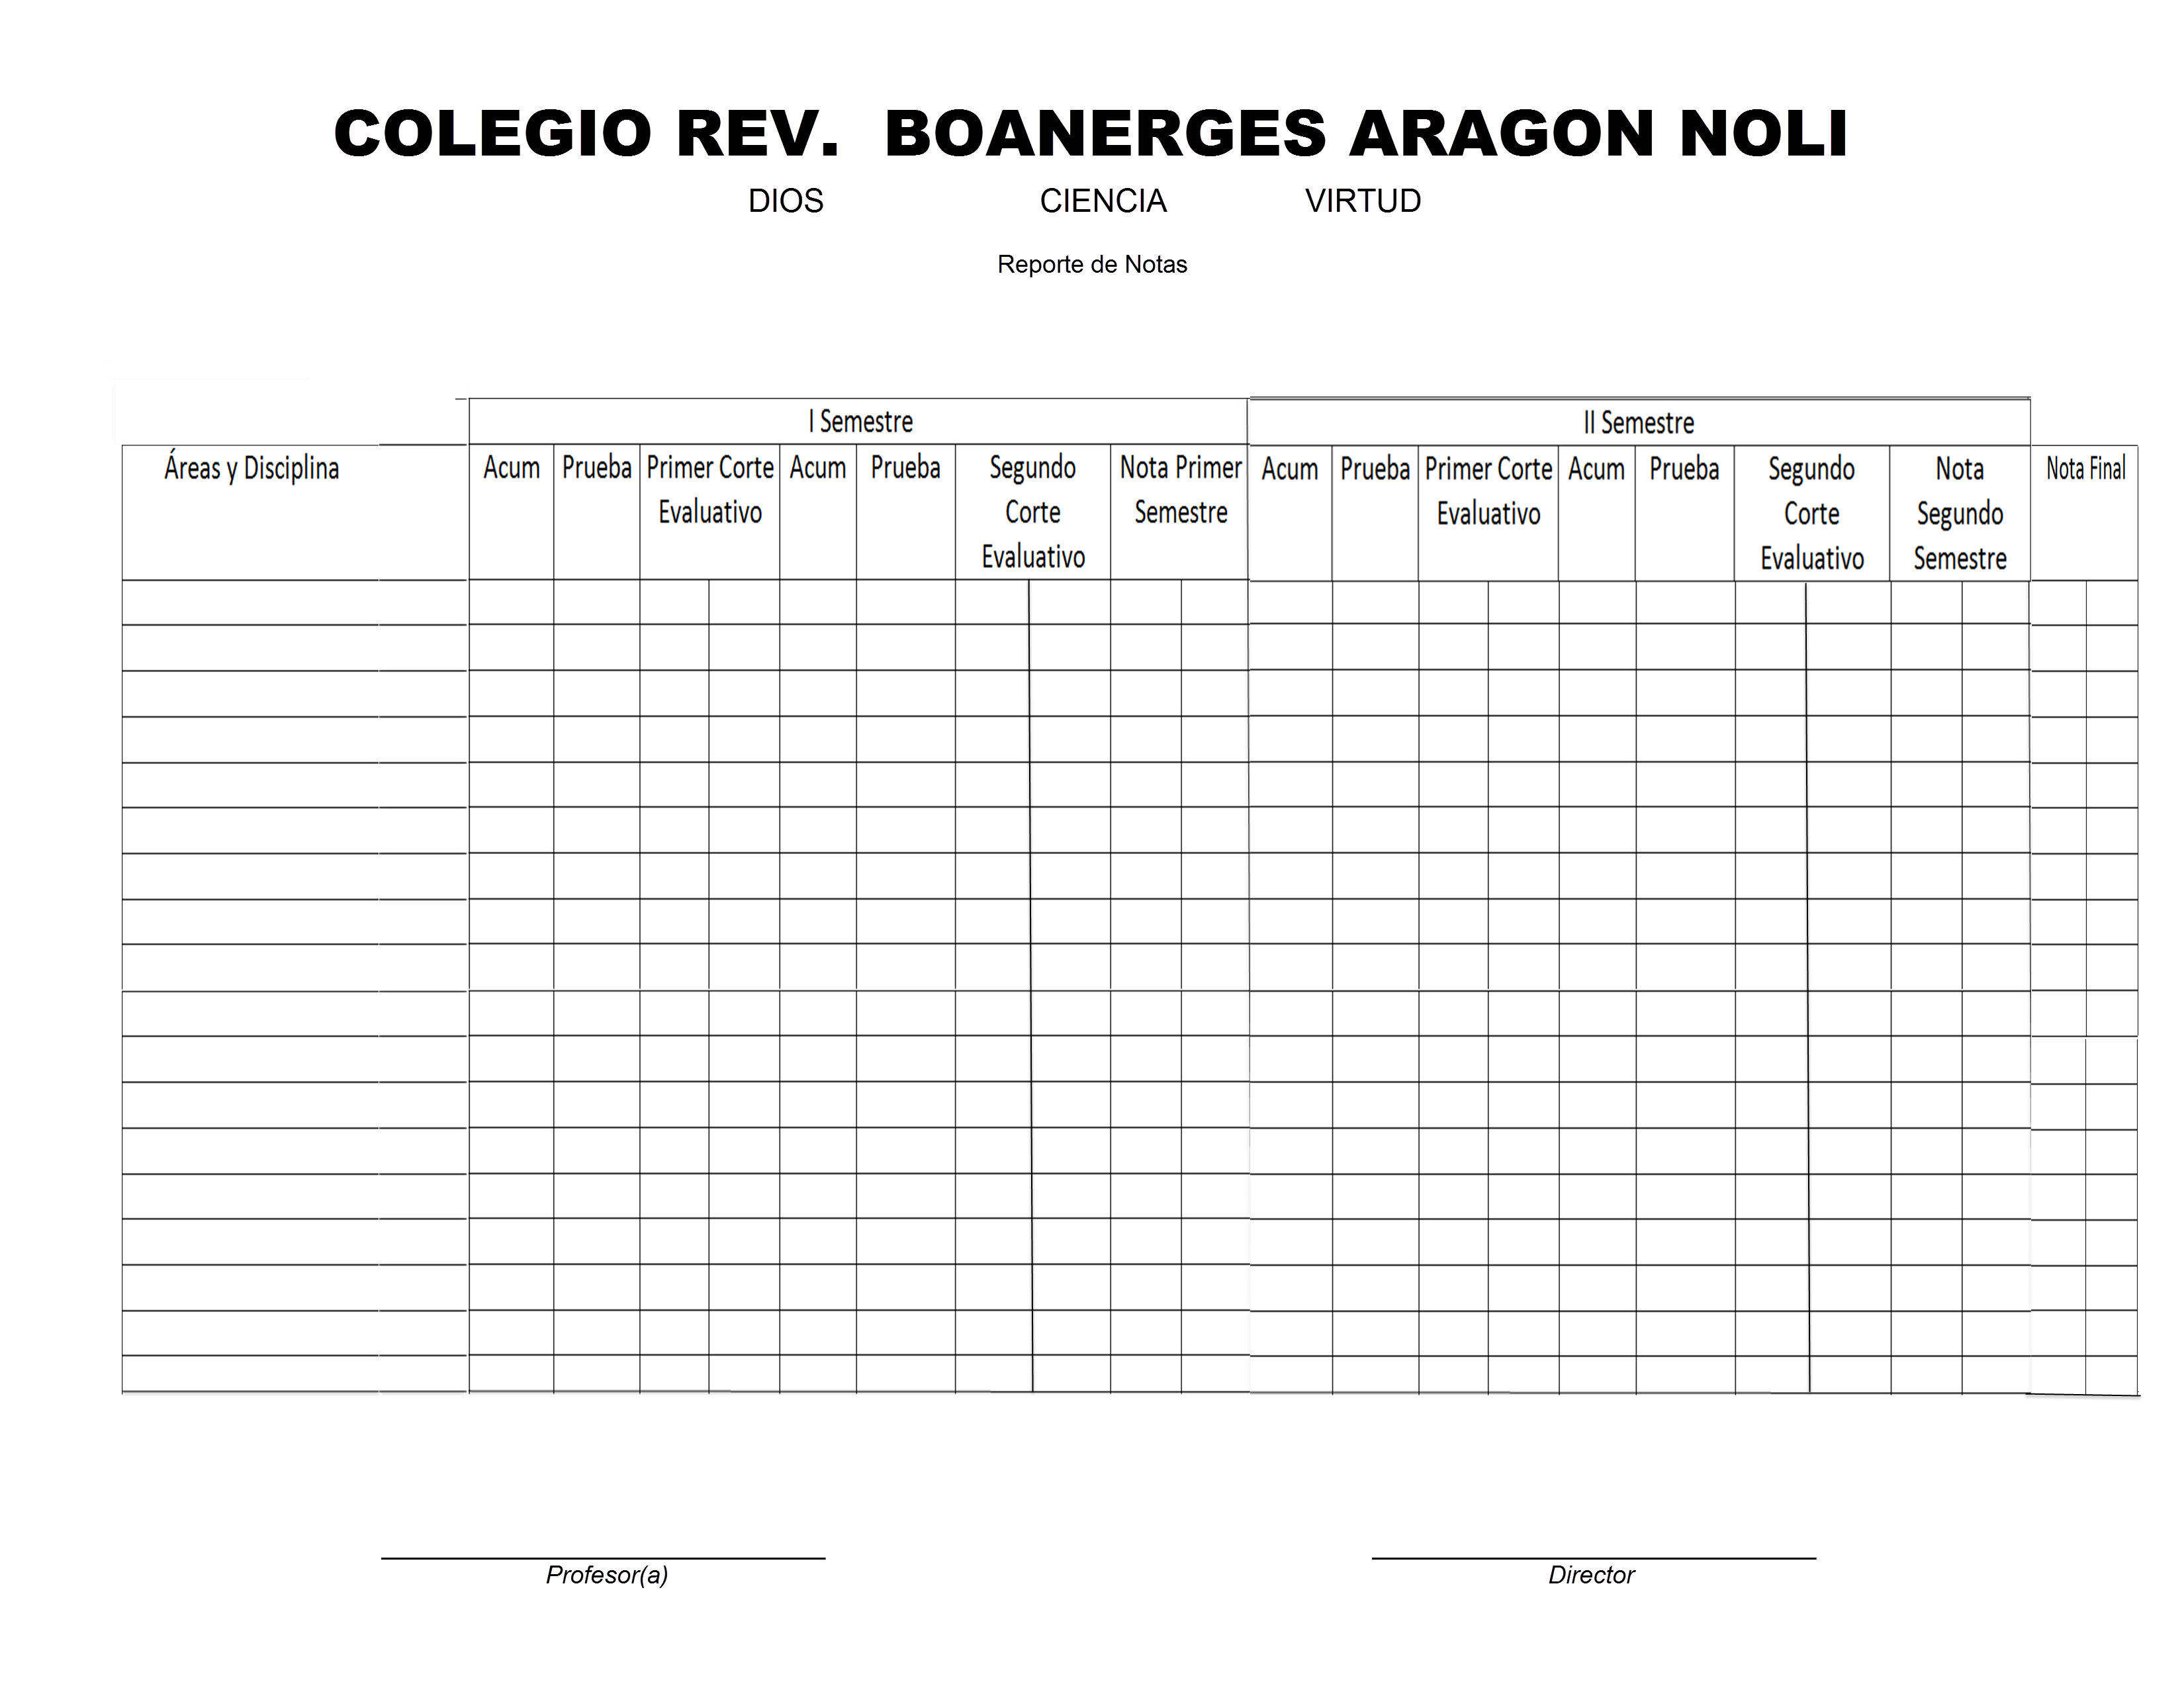 COLEGIO REV. BOANERGES ARAGON NOLI
DIOS CIENCIA VIRTUD
Reporte de Notas
I Semestre II Semestre
Áreas y Disciplina Acum Prueba Primer Corte Evaluativo Acum Prueba Segundo Corte Evaluativo Nota Primer Semestre Acum Prueba Primer Corte Evaluativo Acum Prueba Segundo Corte Evaluativo Nota Segundo Semestre Nota Final
Profesor(a) Director